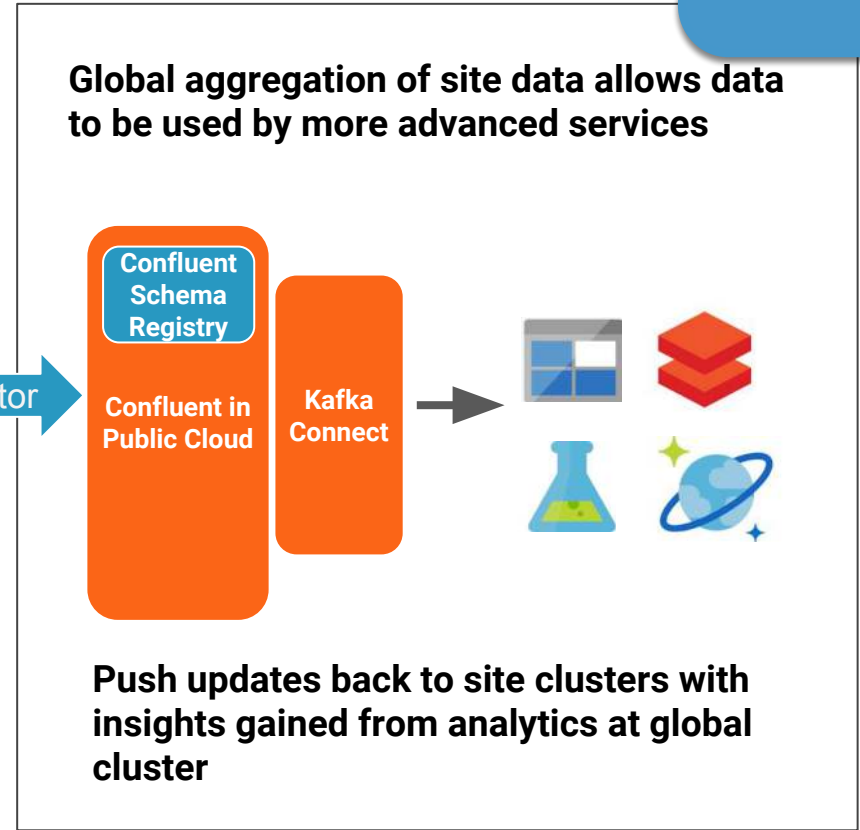 Global aggregation of site data allows data
to be used by more advanced services
Confluent
Schema
Registry
tor
Confluent in
Public Cloud
Kafka
Connect
Push updates back to site clusters with
insights gained from analytics at global
cluster